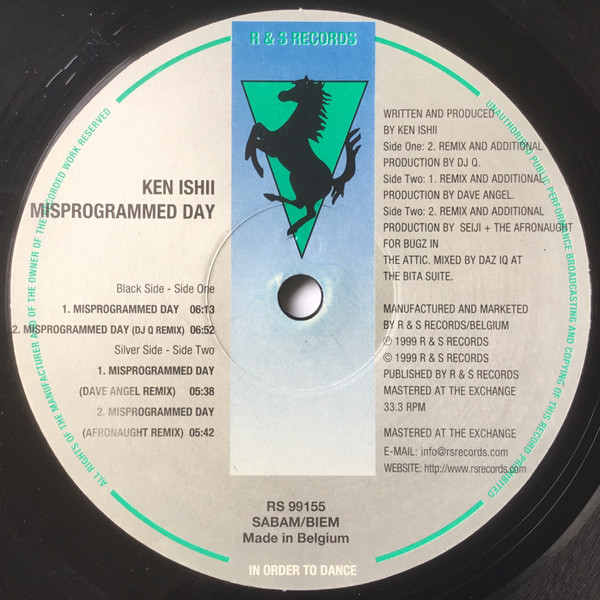 R & S RECORDS
KEN ISHII
MISPROGRAMMED DAY
Black Side - Side One
1. MISPROGRAMMED DAY 06:13
2. MISPROGRAMMED DAY (DJ Q REMIX) 06:52
Silver Side - Side Two
1. MISPROGRAMMED DAY
(DAVE ANGEL REMIX) 05:38
2. MISPROGRAMMED DAY
(AFRONAUGHT REMIX) 05:42
WRITTEN AND PRODUCED
BY KEN ISHII
Side One: 2. REMIX AND ADDITIONAL
PRODUCTION BY DJ Q.
Side Two: 1. REMIX AND ADDITIONAL
PRODUCTION BY DAVE ANGEL.
Side Two: 2. REMIX AND ADDITIONAL
PRODUCTION BY SEIJI + THE AFRONAUGHT
FOR BUGZ IN
THE ATTIC. MIXED BY DAZ IQ AT
THE BITA SUITE.
MANUFACTURED AND MARKETED
BY R & S RECORDS/BELGIUM
℗ 1999 R & S RECORDS
© 1999 R & S RECORDS
PUBLISHED BY R & S RECORDS
MASTERED AT THE EXCHANGE
33.3 RPM
MASTERED AT THE EXCHANGE
E-MAIL: info@rsrecords.com
WEBSITE: http://www.rsrecords.com
RS 99155
SABAM/BIEM
Made in Belgium
IN ORDER TO DANCE
ALL RIGHTS OF THE MANUFACTURER AND OF THE OWNER OF THE RECORDED WORK RESERVED
UNAUTHORISED PUBLIC PERFORMANCE BROADCASTING AND COPYING OF THIS RECORD PROHIBITED